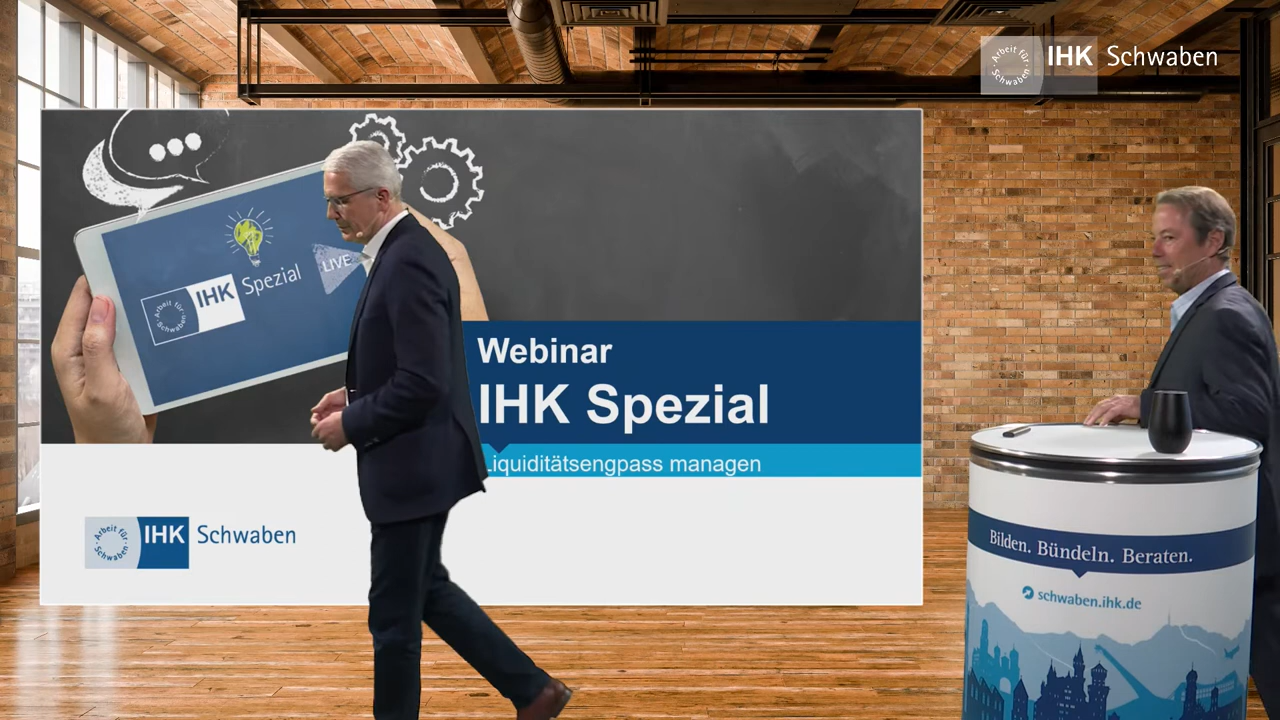 Arbeit für Schwaben
IHK Schwaben
Arbeit für Schwaben
IHK Spezial
LIVE
Webinar
IHK Spezial
Liquiditätsengpass managen
Arbeit für Schwaben
IHK Schwaben
Bilden. Bündeln. Beraten.
schwaben.ihk.de